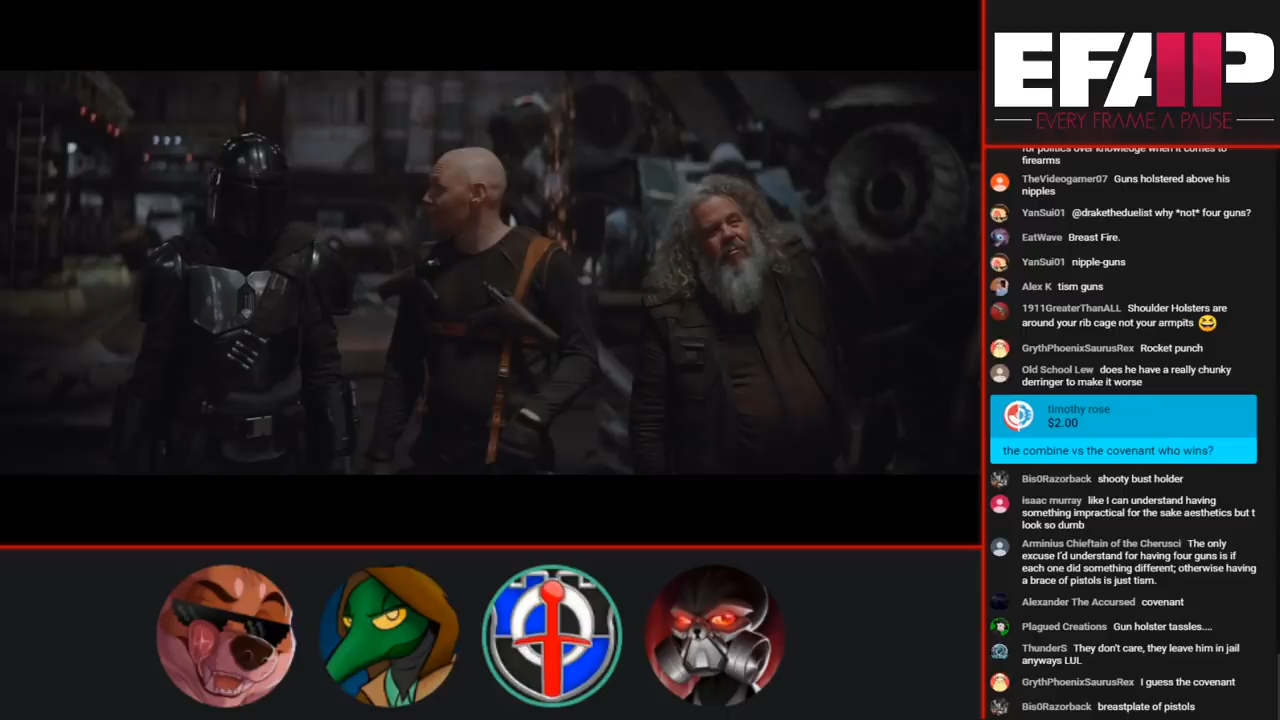 EFAP
EVERY FRAME A PAUSE
for politics over knowledge when it comes to
firearms
TheVideogamer07 Guns holstered above his
nipples
YanSui01 @draketheduelist why *not* four guns?
EatWave Breast Fire.
YanSui01 nipple-guns
Alex K tism guns
1911GreaterThanALL Shoulder Holsters are
around your rib cage not your armpits 😆
GrythPhoenixSaurusRex Rocket punch
Old School Lew does he have a really chunky
derringer to make it worse
timothy rose
$2.00
the combine vs the covenant who wins?
Bis0Razorback shooty bust holder
isaac murray like I can understand having
something impractical for the sake aesthetics but t
look so dumb
Arminius Chieftain of the Cherusci The only
excuse I'd understand for having four guns is if
each one did something different; otherwise having
a brace of pistols is just tism.
Alexander The Accursed covenant
Plagued Creations Gun holster tassles....
ThunderS They don't care, they leave him in jail
anyways LUL
GrythPhoenixSaurusRex I guess the covenant
Bis0Razorback breastplate of pistols